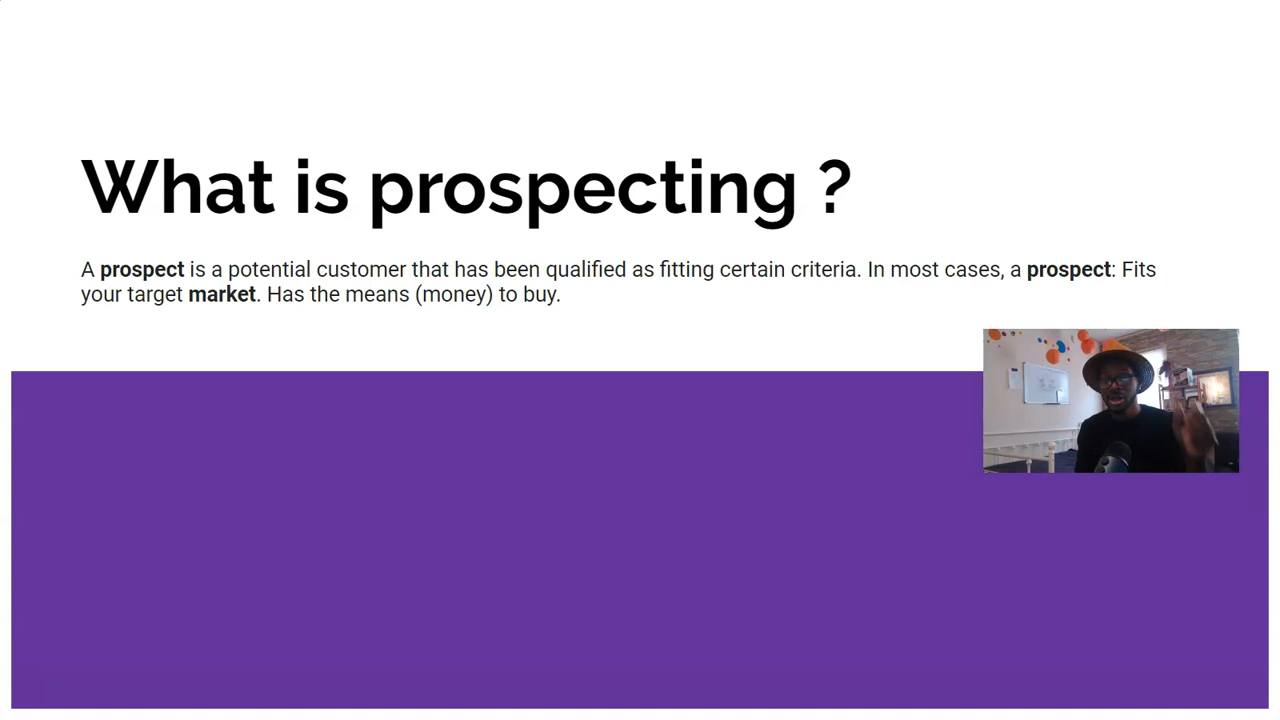 What is prospecting ?
A prospect is a potential customer that has been qualified as fitting certain criteria. In most cases, a prospect: Fits
your target market. Has the means (money) to buy.